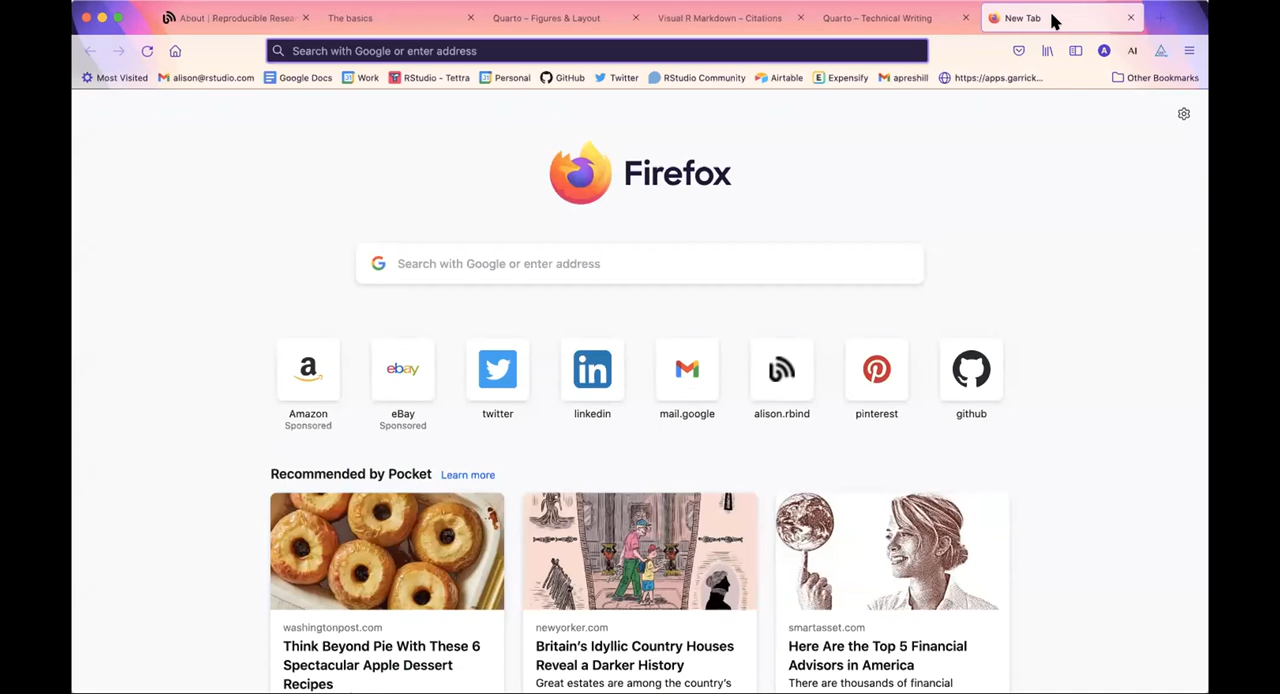 About | Reproducible Resea
The basics
Quarto – Figures & Layout
Visual R Markdown – Citations
Quarto – Technical Writing
New Tab
Search with Google or enter address
A
AI
Most Visited
alison@rstudio.com
Google Docs
Work
RStudio - Tettra
Personal
GitHub
Twitter
RStudio Community
Airtable
Expensify
apreshill
https://apps.garrick...
Other Bookmarks
Firefox
Search with Google or enter address
Amazon
Sponsored
eBay
Sponsored
twitter
linkedin
mail.google
alison.rbind
pinterest
github
Recommended by Pocket Learn more
washingtonpost.com
Think Beyond Pie With These 6
Spectacular Apple Dessert
Recipes
newyorker.com
Britain's Idyllic Country Houses
Reveal a Darker History
Great estates are among the country's
smartasset.com
Here Are the Top 5 Financial
Advisors in America
There are thousands of financial